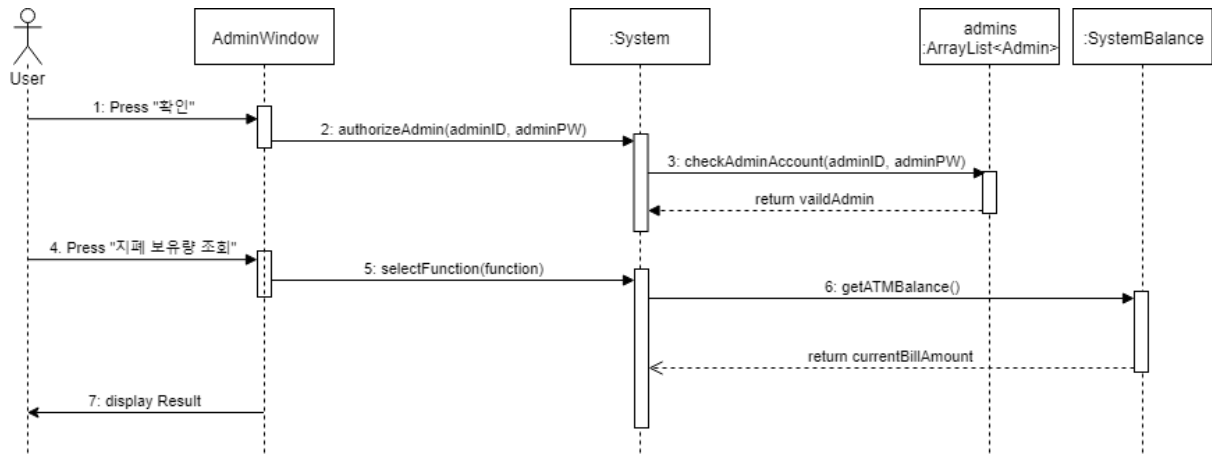 User
AdminWindow
:System
admins
:ArrayList<Admin>
:SystemBalance
1: Press "확인"
2: authorizeAdmin(adminID, adminPW)
3: checkAdminAccount(adminID, adminPW)
return vaildAdmin
4. Press "지폐 보유량 조회"
5: selectFunction(function)
6: getATMBalance()
return currentBillAmount
7: display Result